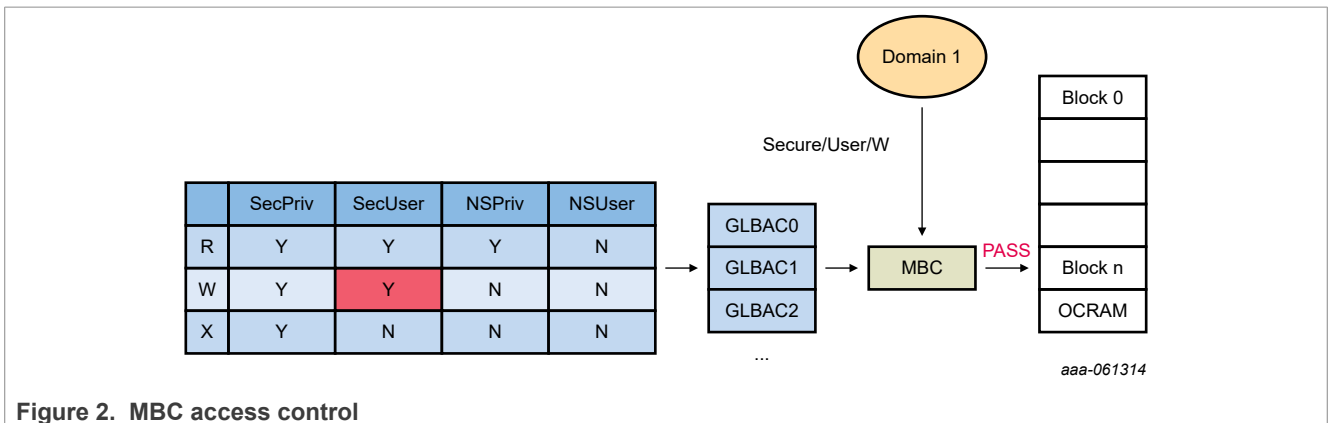 Domain 1
Secure/User/W
SecPriv SecUser NSPriv NSUser
R Y Y Y N
W Y Y N N
X Y N N N
GLBAC0
GLBAC1
GLBAC2
...
MBC
PASS
Block 0
Block n
OCRAM
aaa-061314
Figure 2. MBC access control